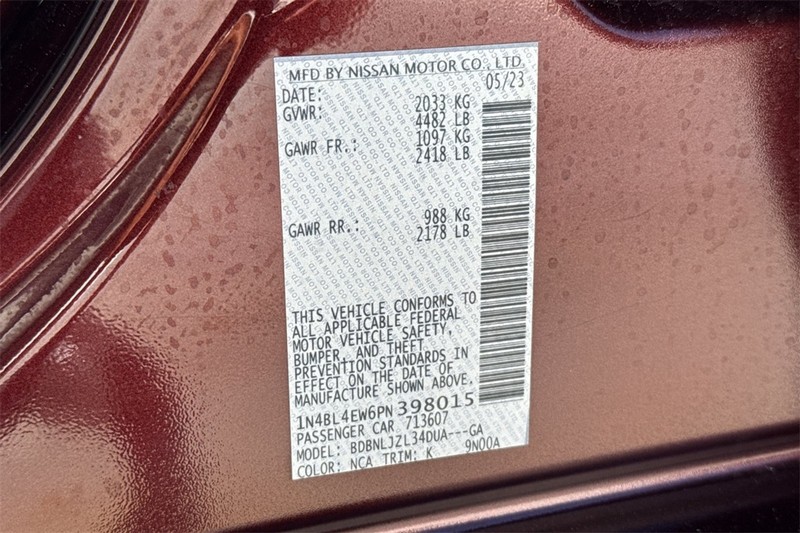 MFD BY NISSAN MOTOR CO., LTD.
DATE: 05/23
GVWR: 2033 KG
4482 LB
GAWR FR.: 1097 KG
2418 LB
GAWR RR.: 988 KG
2178 LB
THIS VEHICLE CONFORMS TO
ALL APPLICABLE FEDERAL
MOTOR VEHICLE SAFETY,
BUMPER, AND THEFT
PREVENTION STANDARDS IN
EFFECT ON THE DATE OF
MANUFACTURE SHOWN ABOVE.
1N4BL4EW6PN398015
PASSENGER CAR 713607
MODEL: BDBNLJZL34DUA---GA
COLOR: NCA TRIM: K 9N00A